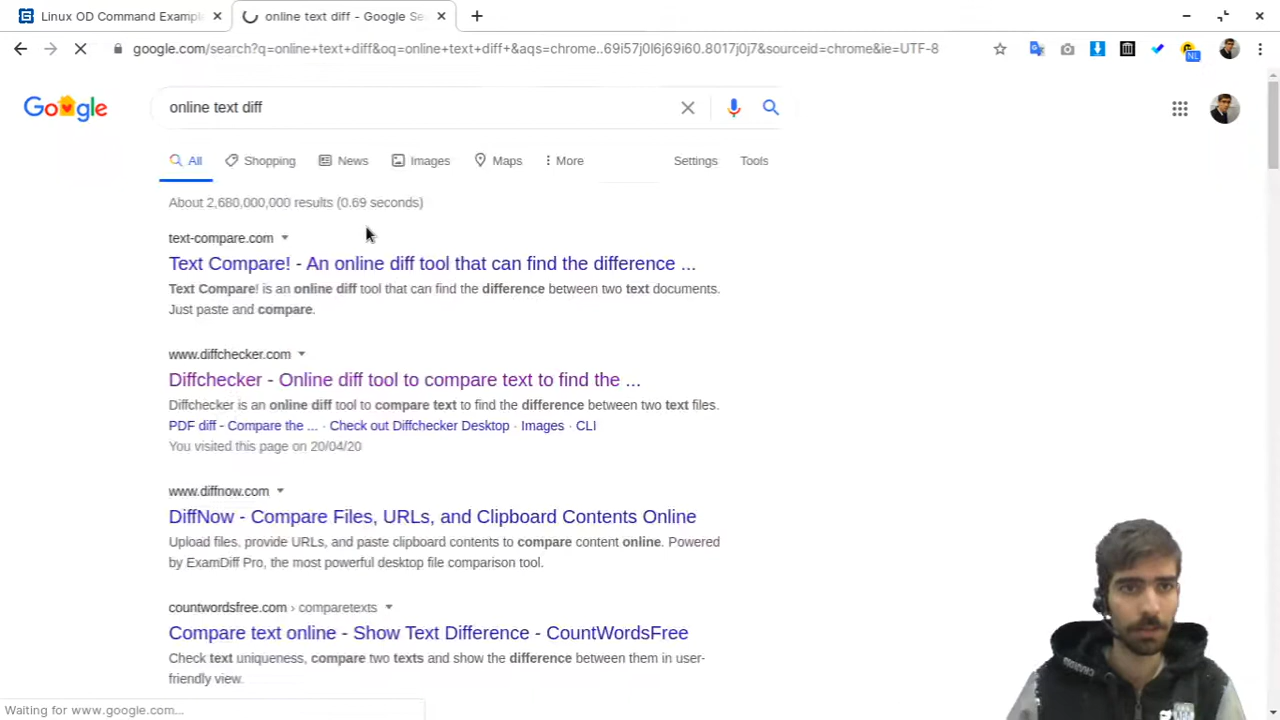 Linux OD Command Exampl
online text diff - Google Se
google.com/search?q=online+text+diff&oq=online+text+diff+&aqs=chrome..69i57j0l6j69i60.8017j0j7&sourceid=chrome&ie=UTF-8
NL
Google
online text diff
All Shopping News Images Maps More Settings Tools
About 2,680,000,000 results (0.69 seconds)
text-compare.com
Text Compare! - An online diff tool that can find the difference ...
Text Compare! is an online diff tool that can find the difference between two text documents.
Just paste and compare.
www.diffchecker.com
Diffchecker - Online diff tool to compare text to find the ...
Diffchecker is an online diff tool to compare text to find the difference between two text files.
PDF diff - Compare the ... · Check out Diffchecker Desktop · Images · CLI
You visited this page on 20/04/20
www.diffnow.com
DiffNow - Compare Files, URLs, and Clipboard Contents Online
Upload files, provide URLs, and paste clipboard contents to compare content online. Powered
by ExamDiff Pro, the most powerful desktop file comparison tool.
countwordsfree.com › comparetexts
Compare text online - Show Text Difference - CountWordsFree
Check text uniqueness, compare two texts and show the difference between them in user-
friendly view.
Waiting for www.google.com...